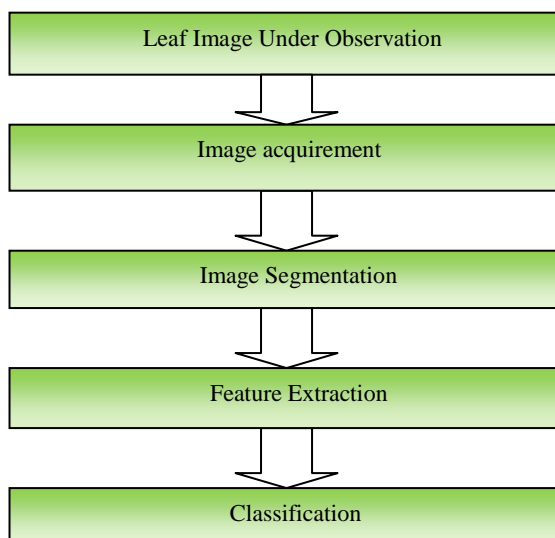 Leaf Image Under Observation
Image acquirement
Image Segmentation
Feature Extraction
Classification